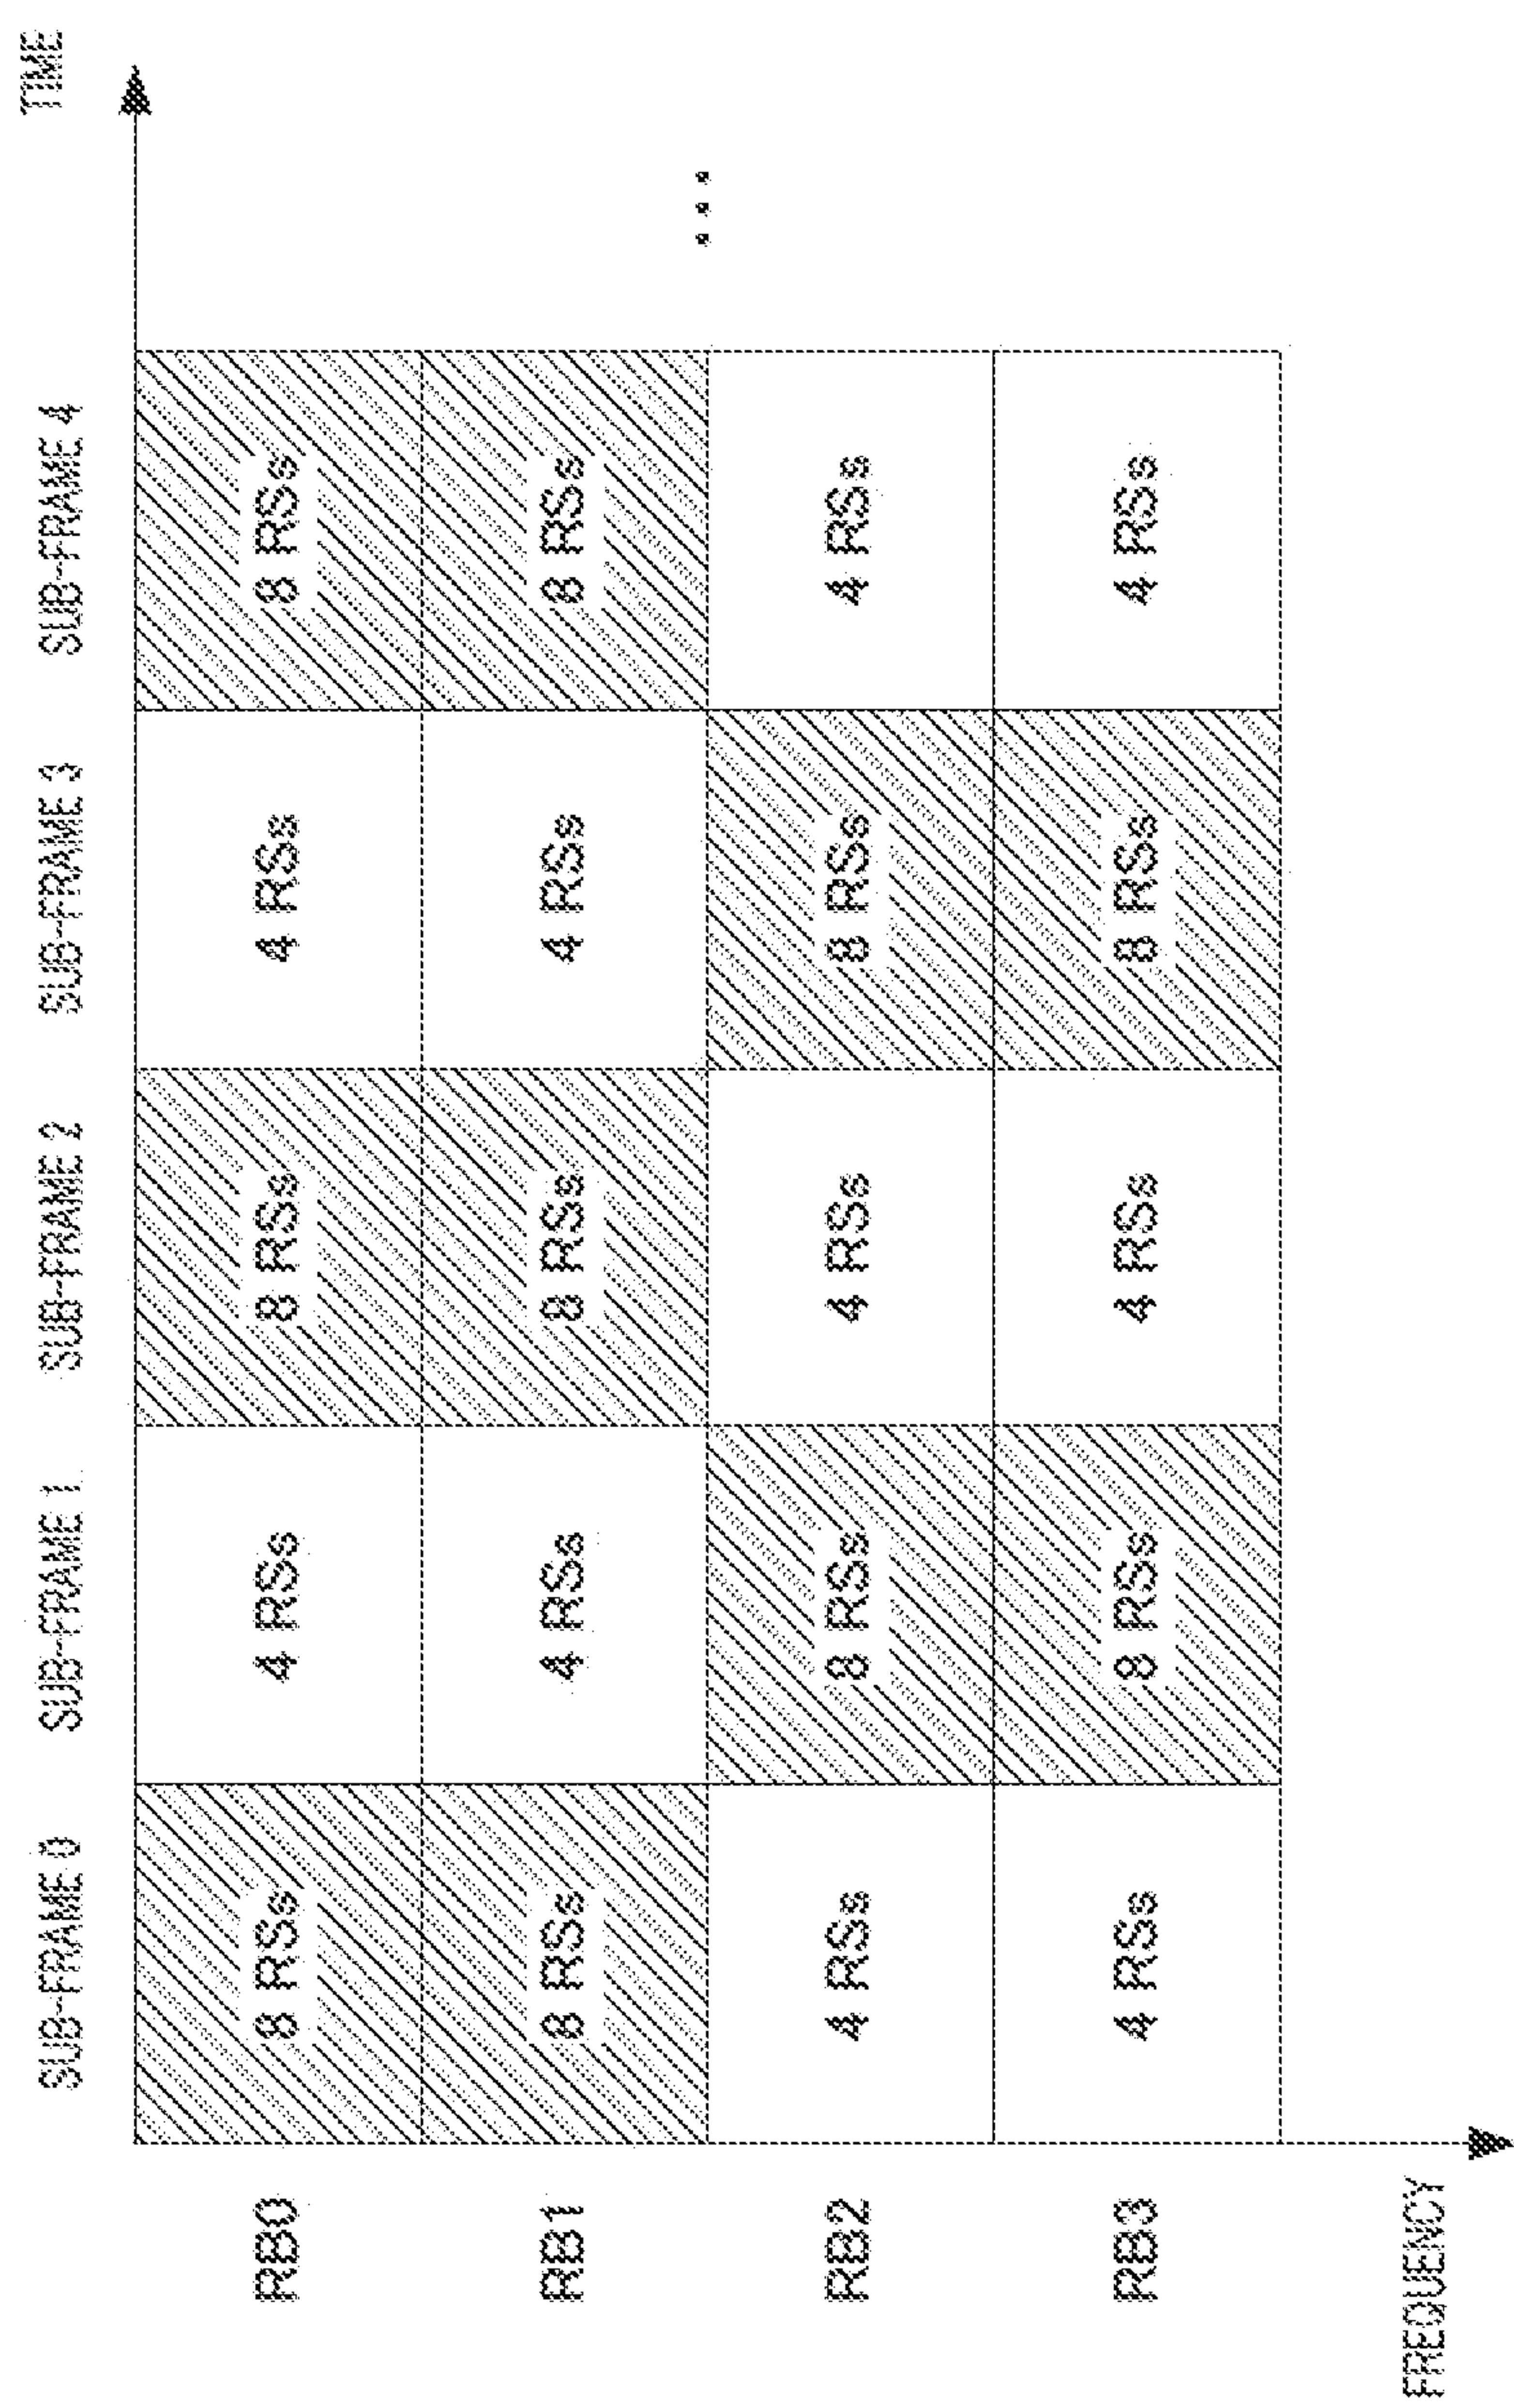 TIME
SUB-FRAME 0 SUB-FRAME 1 SUB-FRAME 2 SUB-FRAME 3 SUB-FRAME 4
RB0 8 RSs 4 RSs 8 RSs 4 RSs 8 RSs
RB1 8 RSs 4 RSs 8 RSs 4 RSs 8 RSs
...
RB2 4 RSs 8 RSs 4 RSs 8 RSs 4 RSs
RB3 4 RSs 8 RSs 4 RSs 8 RSs 4 RSs
FREQUENCY